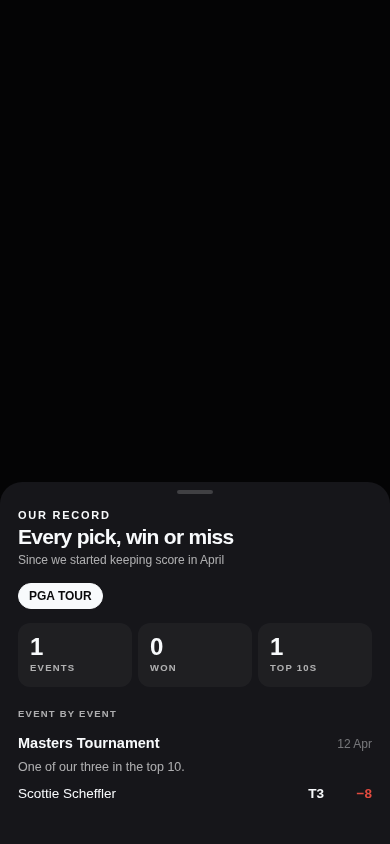 OUR RECORD
Every pick, win or miss
Since we started keeping score in April
PGA TOUR
1 0 1
EVENTS WON TOP 10S
EVENT BY EVENT
Masters Tournament 12 Apr
One of our three in the top 10.
Scottie Scheffler T3 −8